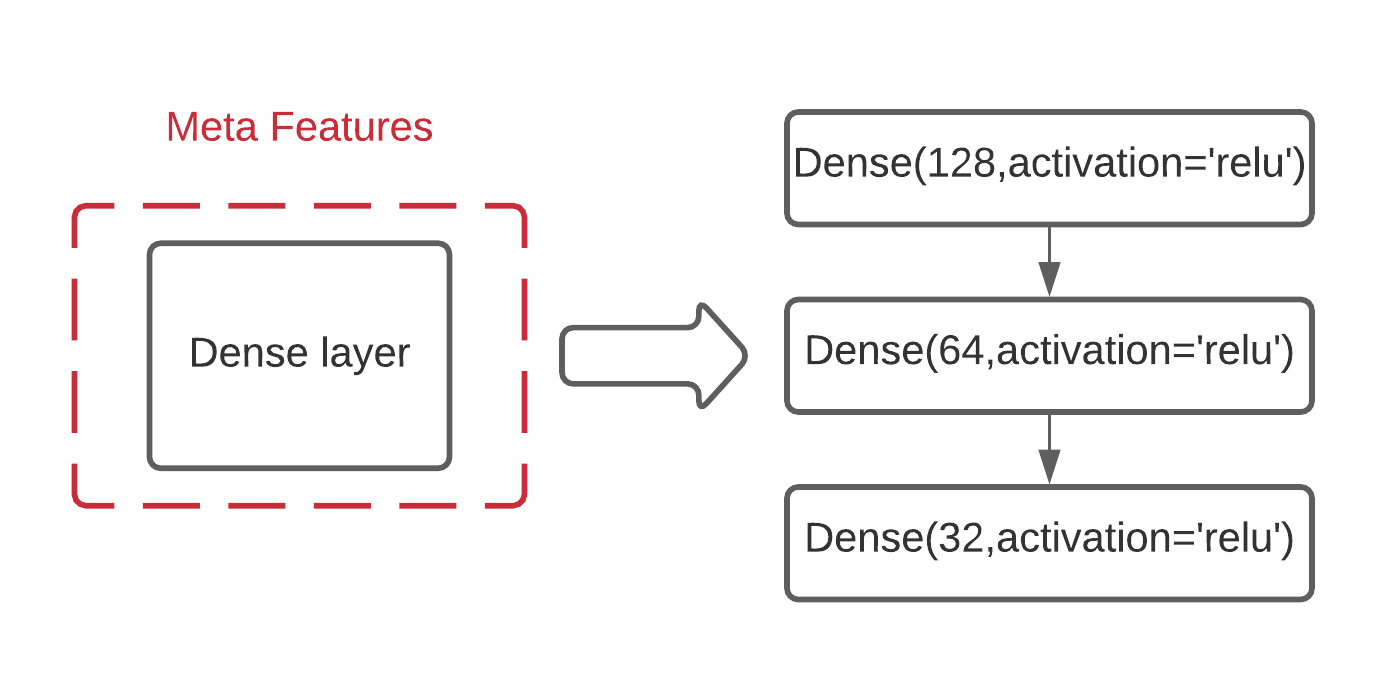 Meta Features
Dense layer
Dense(128,activation='relu')
Dense(64,activation='relu')
Dense(32,activation='relu')